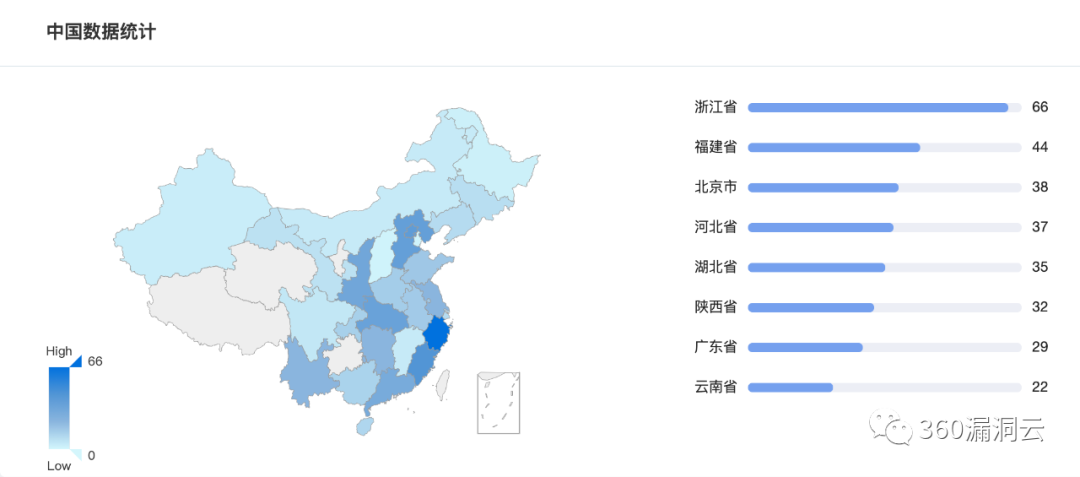 中国数据统计
High
66
0
Low
浙江省 66
福建省 44
北京市 38
河北省 37
湖北省 35
陕西省 32
广东省 29
云南省 22
360漏洞云